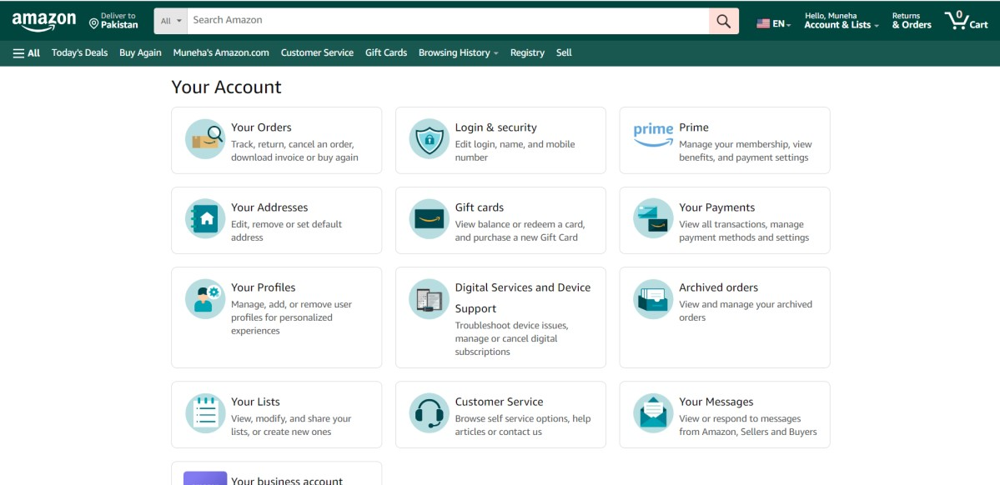 amazon
Deliver to
Pakistan
All
Search Amazon
EN
Hello, Muneha
Account & Lists
Returns
& Orders
0
Cart
All
Today's Deals
Buy Again
Muneha's Amazon.com
Customer Service
Gift Cards
Browsing History
Registry
Sell
Your Account
Your Orders
Track, return, cancel an order,
download invoice or buy again
Login & security
Edit login, name, and mobile
number
prime
Prime
Manage your membership, view
benefits, and payment settings
Your Addresses
Edit, remove or set default
address
Gift cards
View balance or redeem a card,
and purchase a new Gift Card
Your Payments
View all transactions, manage
payment methods and settings
Your Profiles
Manage, add, or remove user
profiles for personalized
experiences
Digital Services and Device
Support
Troubleshoot device issues,
manage or cancel digital
subscriptions
Archived orders
View and manage your archived
orders
Your Lists
View, modify, and share your
lists, or create new ones
Customer Service
Browse self service options, help
articles or contact us
Your Messages
View or respond to messages
from Amazon, Sellers and Buyers
Your business account